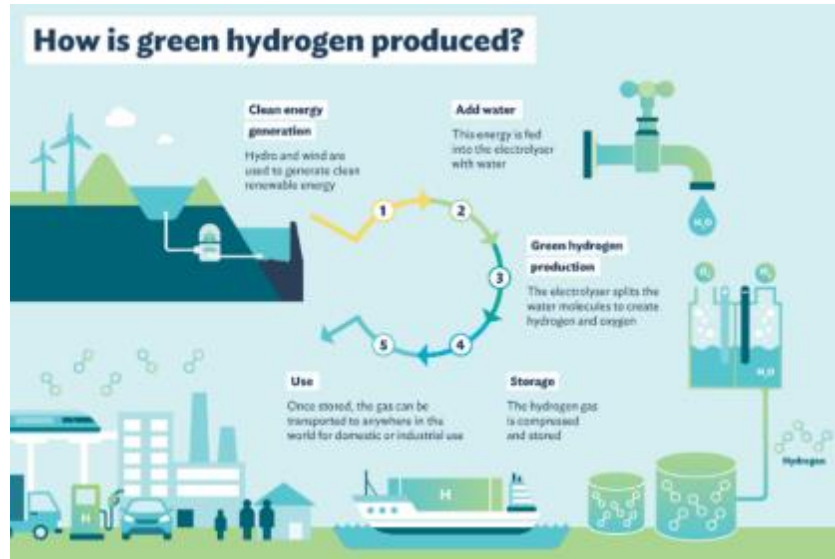 How is green hydrogen produced?
Clean energy
generation
Hydro and wind are
used to generate clean
renewable energy
Add water
This energy is fed
into the electrolyser
with water
H₂O
1
2
3
4
5
Green hydrogen
production
The electrolyser splits the
water molecules to create
hydrogen and oxygen
H₂O
Use
Once stored, the gas can be
transported to anywhere in the
world for domestic or industrial use
Storage
The hydrogen gas
is compressed
and stored
Hydrogen
H
H